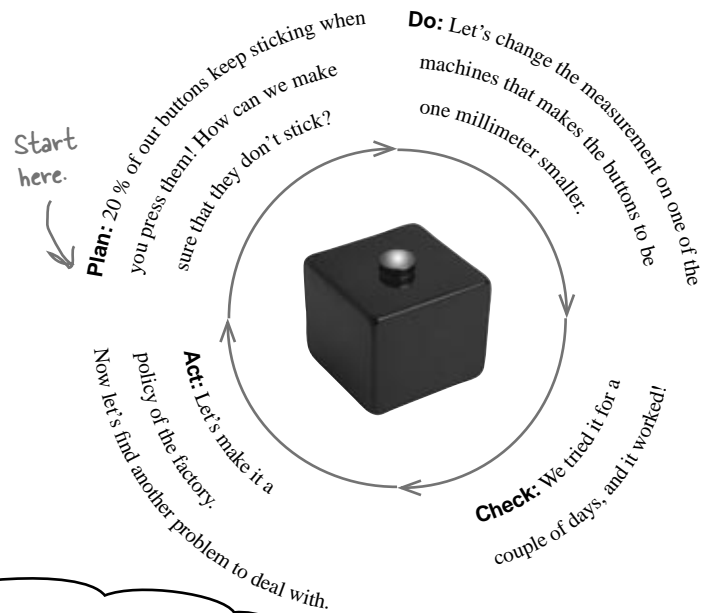 Start
here.
Plan: 20 % of our buttons keep sticking when
you press them! How can we make
sure that they don’t stick?
Do: Let’s change the measurement on one of the
machines that makes the buttons to be
one millimeter smaller.
Check: We tried it for a
couple of days, and it worked!
Act: Let’s make it a
policy of the factory.
Now let’s find another problem to deal with.